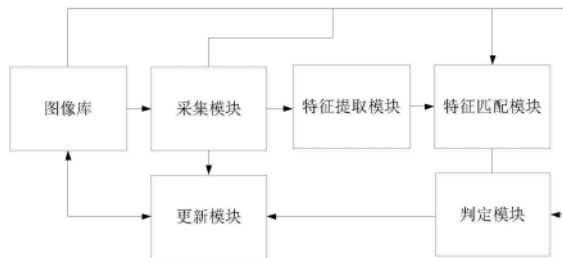 图像库
采集模块
特征提取模块
特征匹配模块
更新模块
判定模块